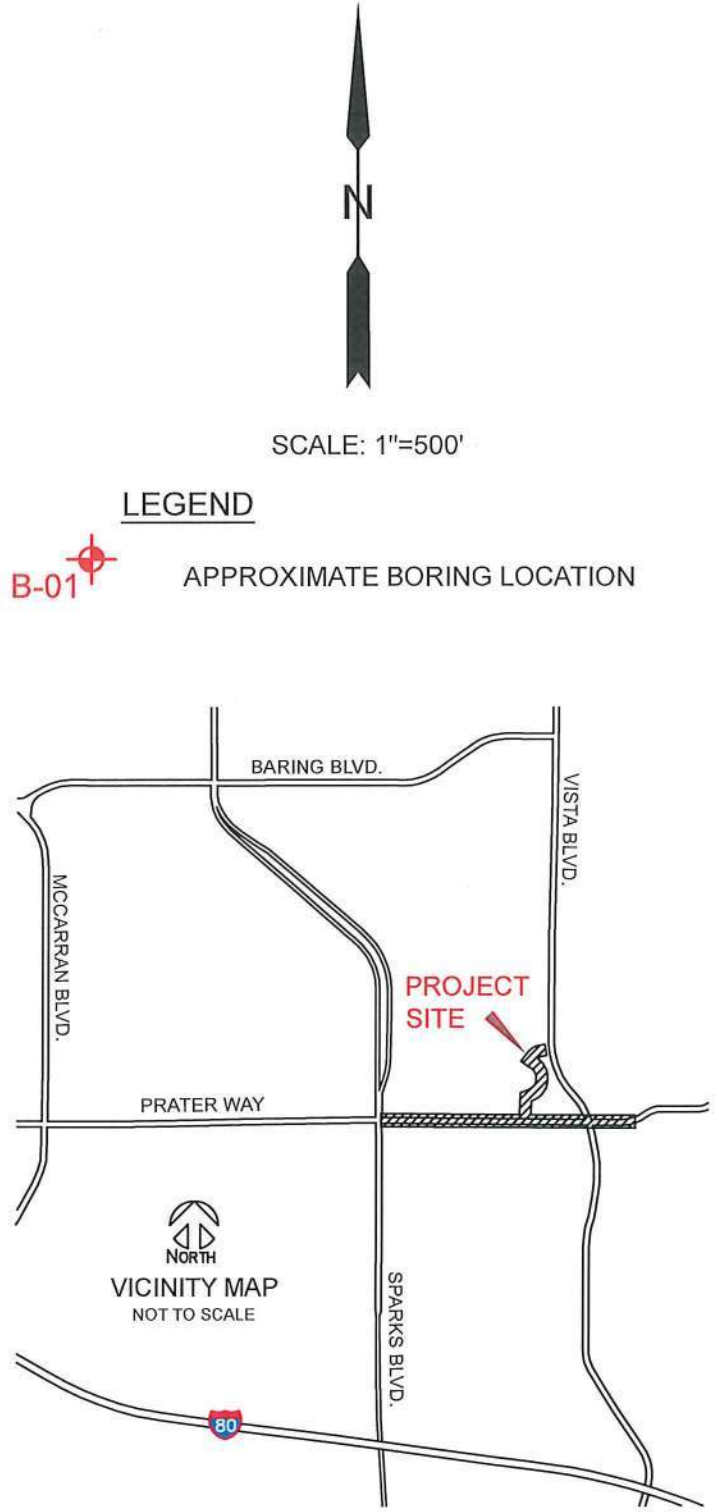 N
SCALE: 1"=500'
LEGEND
B-01
APPROXIMATE BORING LOCATION
BARING BLVD.
VISTA BLVD.
MCCARRAN BLVD.
PROJECT
SITE
PRATER WAY
NORTH
VICINITY MAP
NOT TO SCALE
SPARKS BLVD.
80